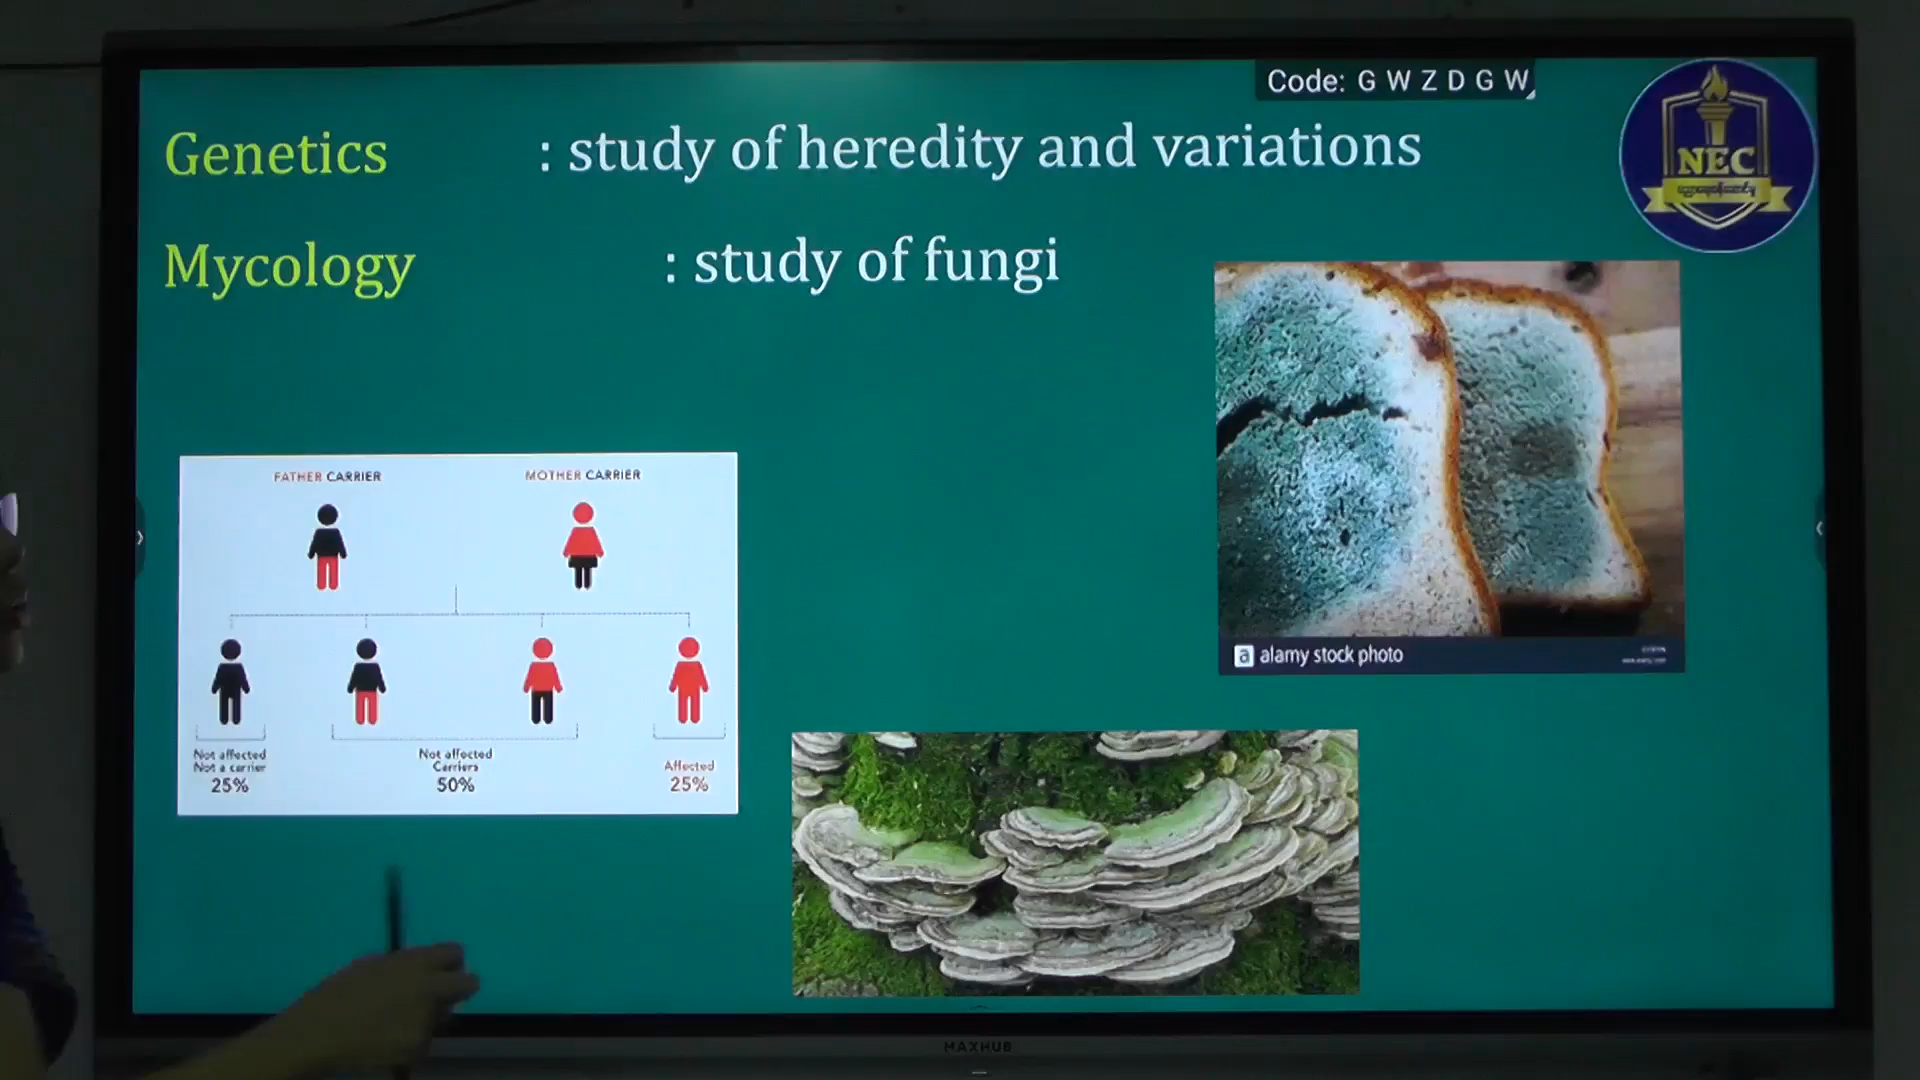 Code: G W Z D G W
Genetics : study of heredity and variations
NEC
Mycology : study of fungi
FATHER CARRIER MOTHER CARRIER
Not affected
Not a carrier
25%
Not affected
Carriers
50%
Affected
25%
a alamy stock photo
MAXHUB